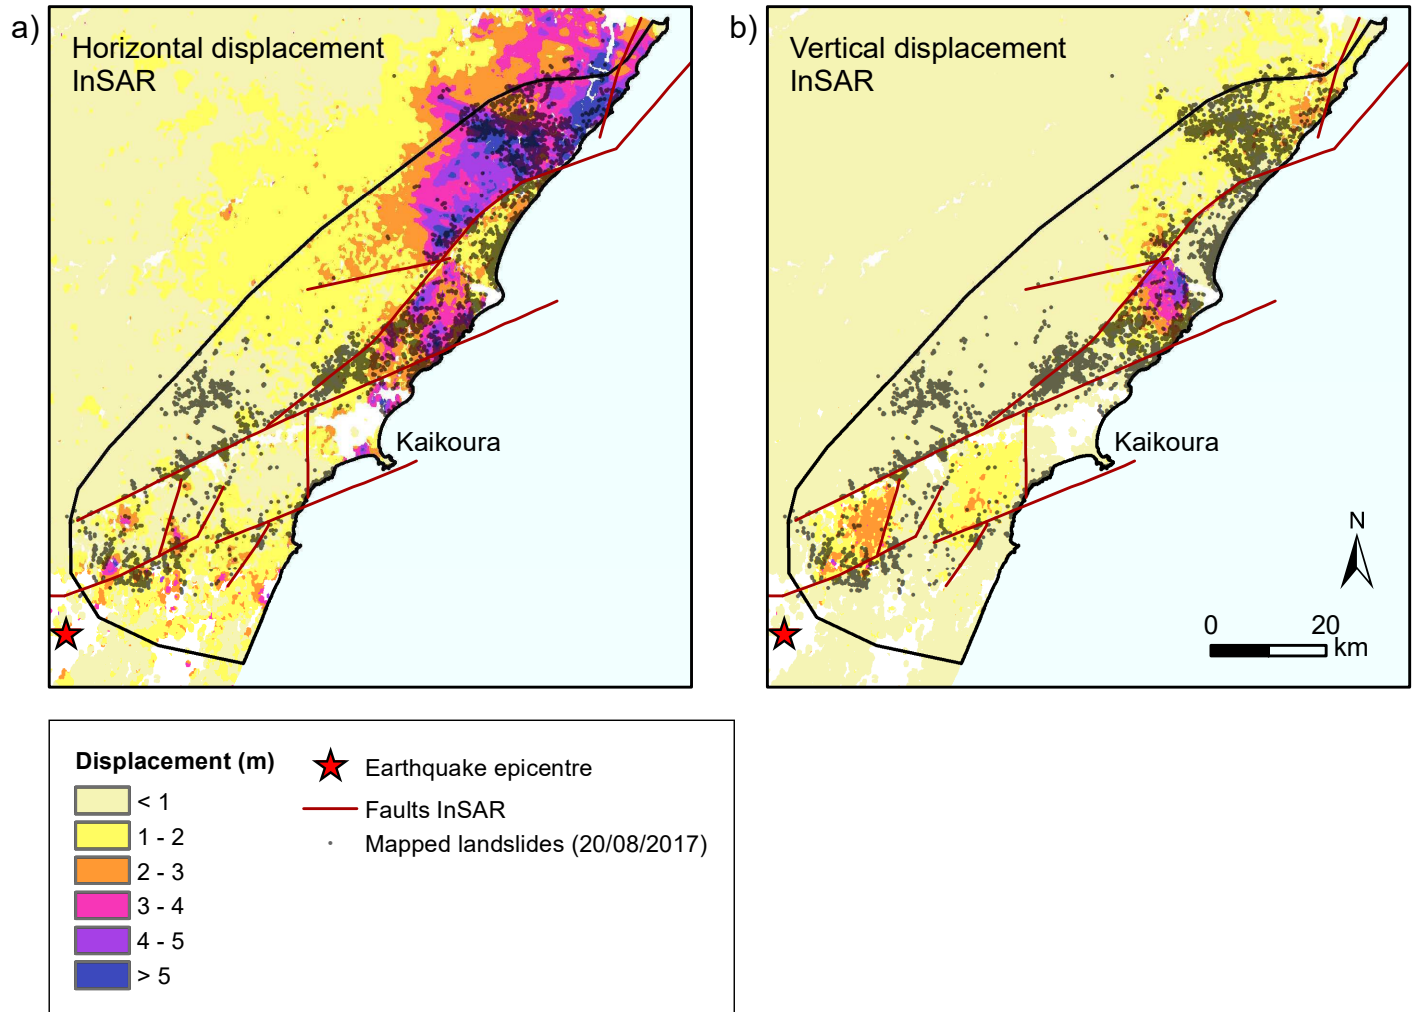 a)
Horizontal displacement
InSAR
Kaikoura
b)
Vertical displacement
InSAR
Kaikoura
N
0 20
km
Displacement (m)
< 1
1 - 2
2 - 3
3 - 4
4 - 5
> 5
Earthquake epicentre
Faults InSAR
Mapped landslides (20/08/2017)